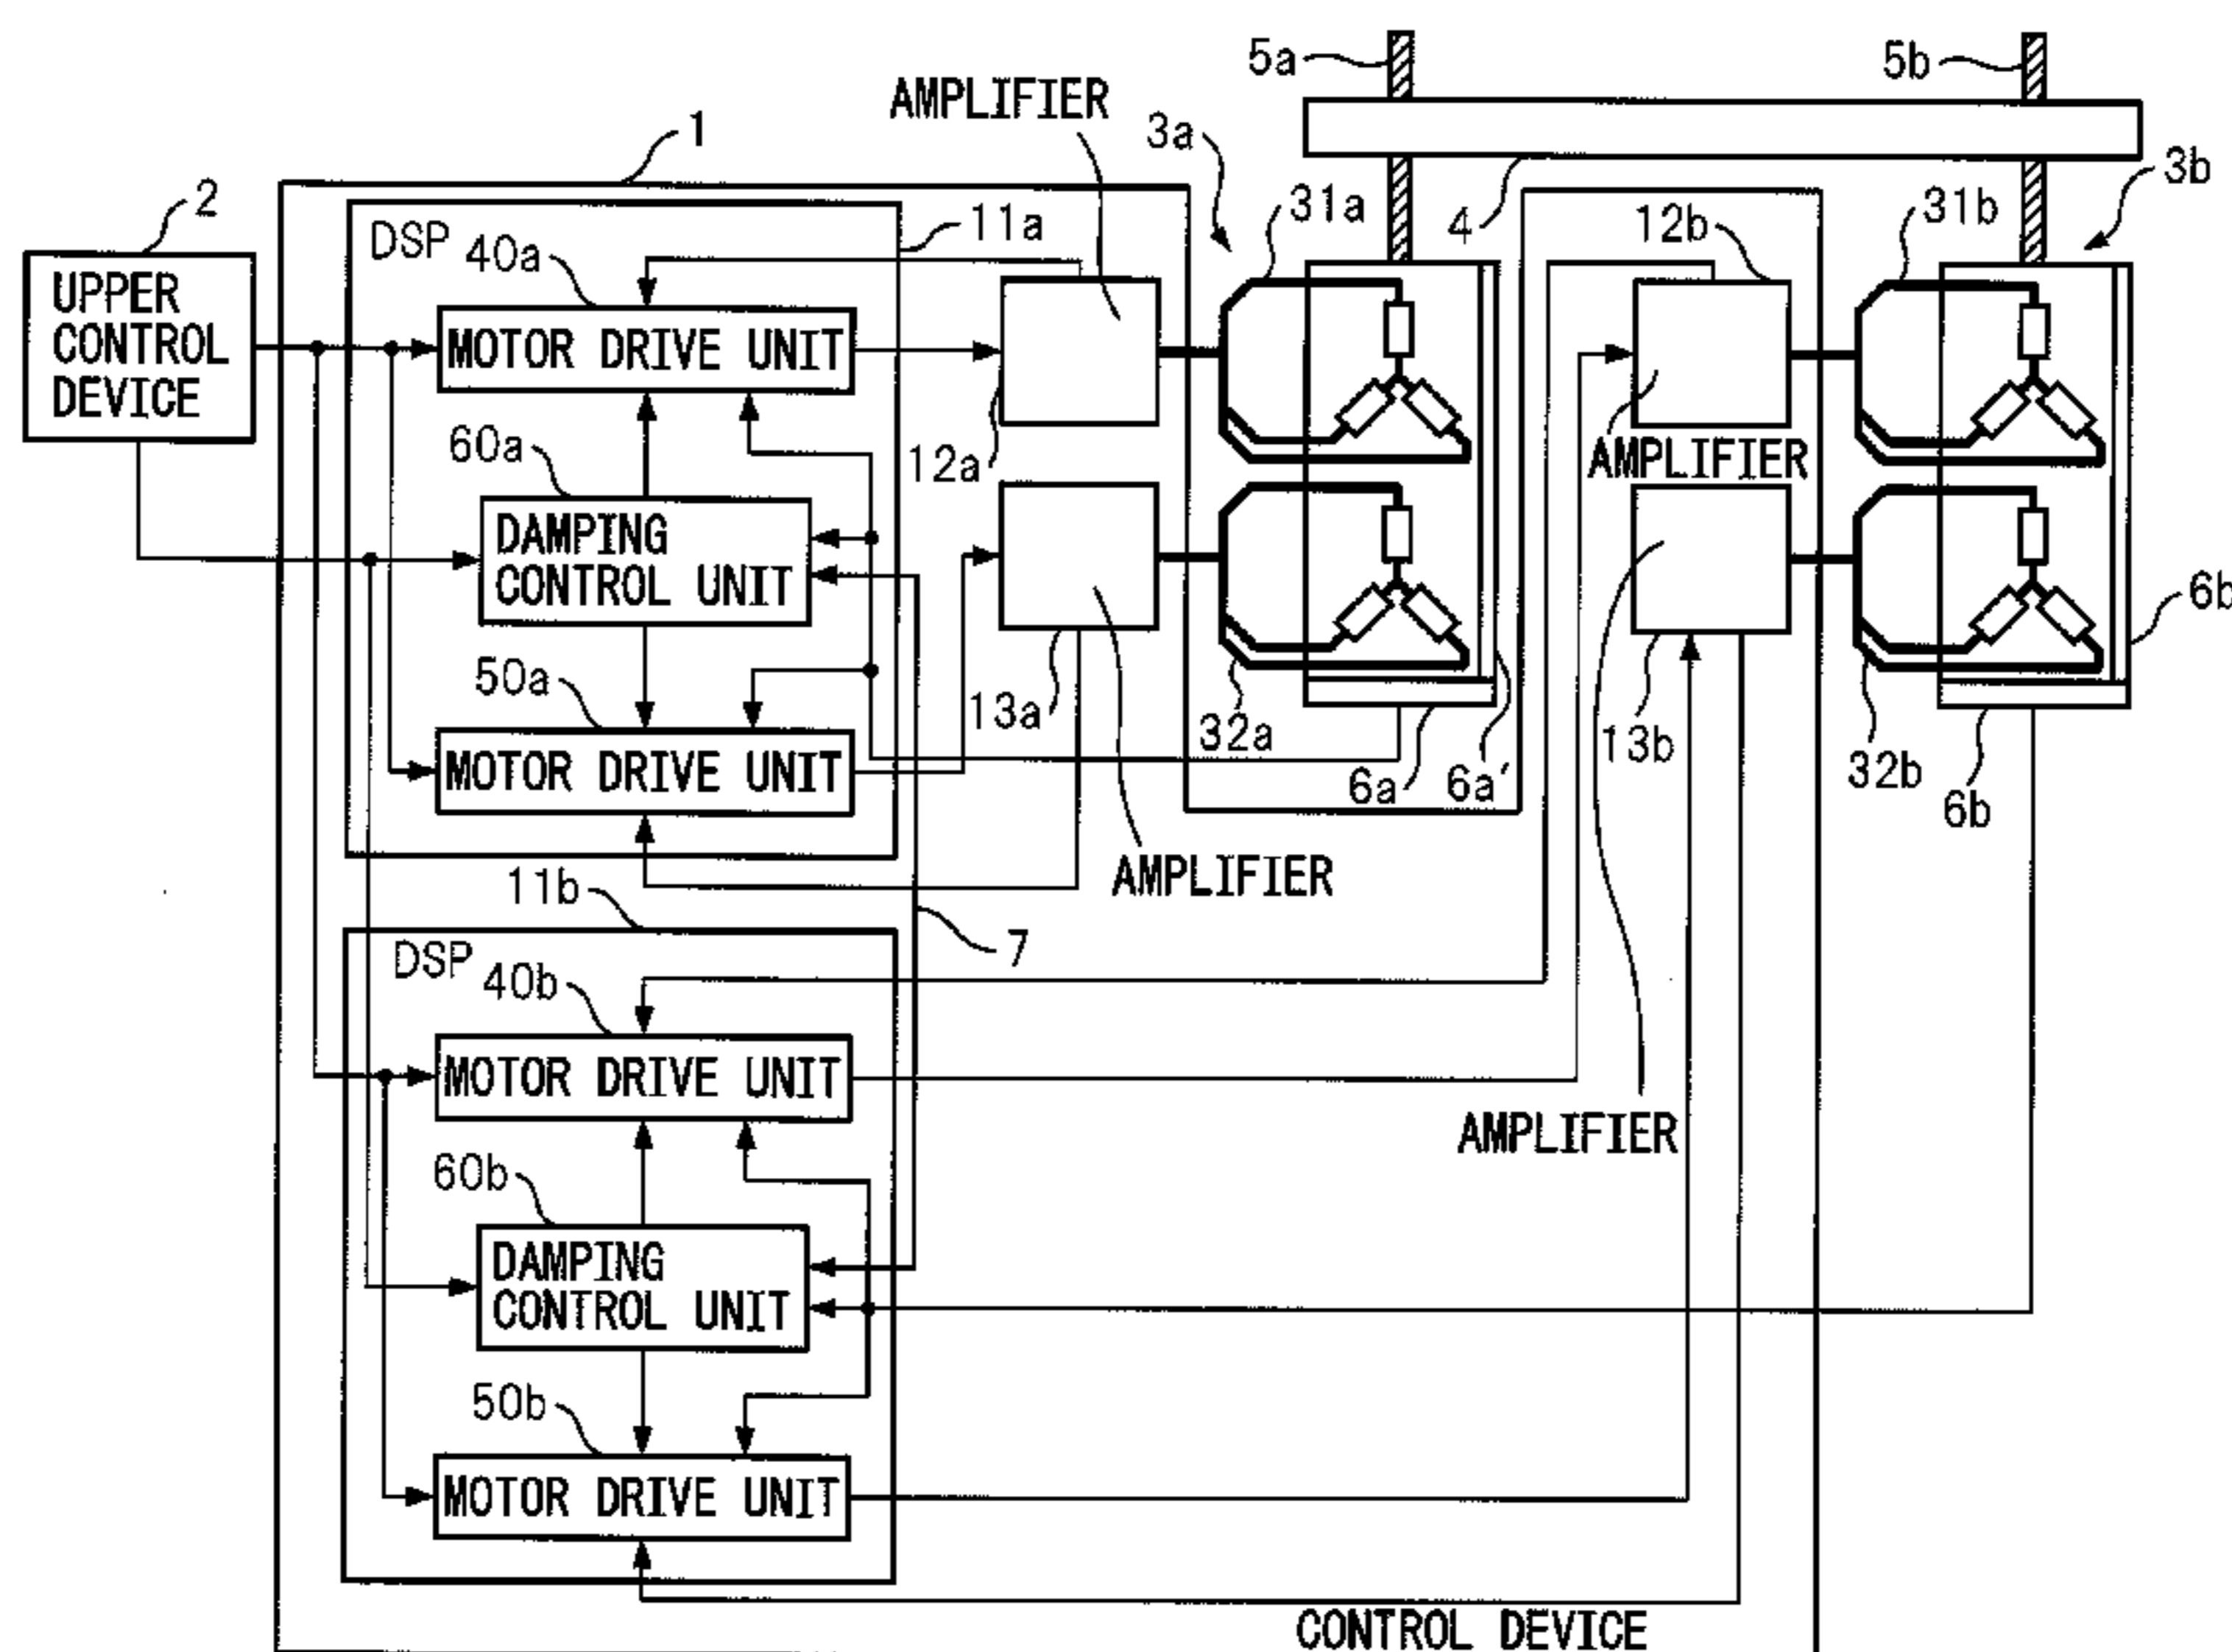 5a
5b
AMPLIFIER
1
3a
3b
2
DSP
40a
11a
31a
4
12b
31b
UPPER
CONTROL
DEVICE
MOTOR DRIVE UNIT
60a
12a
AMPLIFIER
DAMPING
CONTROL UNIT
6b
50a
13a
32a
13b
32b
MOTOR DRIVE UNIT
6a
6a'
6b
11b
AMPLIFIER
7
DSP
40b
MOTOR DRIVE UNIT
AMPLIFIER
60b
DAMPING
CONTROL UNIT
50b
MOTOR DRIVE UNIT
CONTROL DEVICE